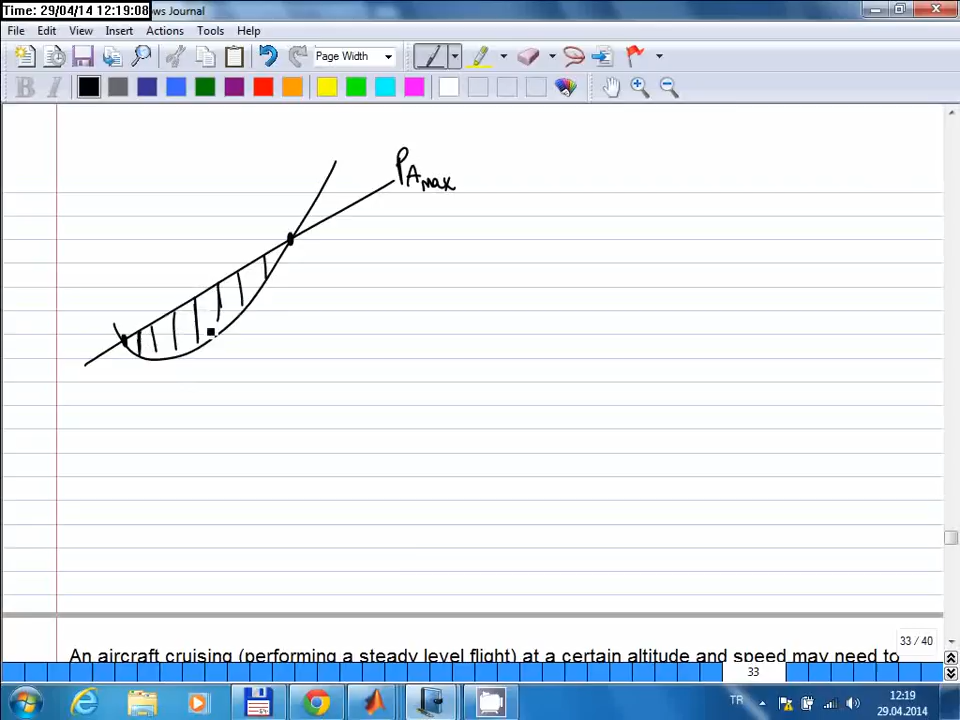 Time: 29/04/14 12:19:08
ws Journal
File Edit View Insert Actions Tools Help
Page Width
B I
P_Amax
33 / 40
An aircraft cruising (performing a steady level flight) at a certain altitude and speed may need to
33
TR
12:19
29.04.2014